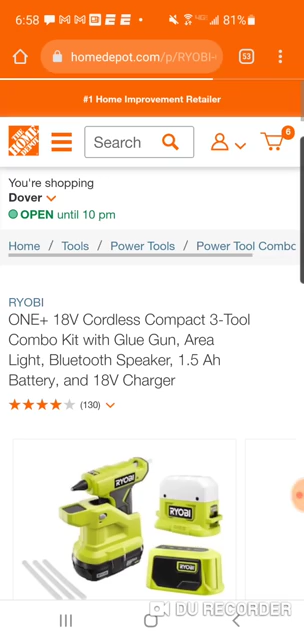 6:58 81%
homedepot.com/p/RYOBI- 53
#1 Home Improvement Retailer
THE HOME DEPOT Search 6
You're shopping
Dover
OPEN until 10 pm
Home / Tools / Power Tools / Power Tool Combo
RYOBI
ONE+ 18V Cordless Compact 3-Tool
Combo Kit with Glue Gun, Area
Light, Bluetooth Speaker, 1.5 Ah
Battery, and 18V Charger
(130)
RYOBI
RYOBI
RYOBI
DU RECORDER